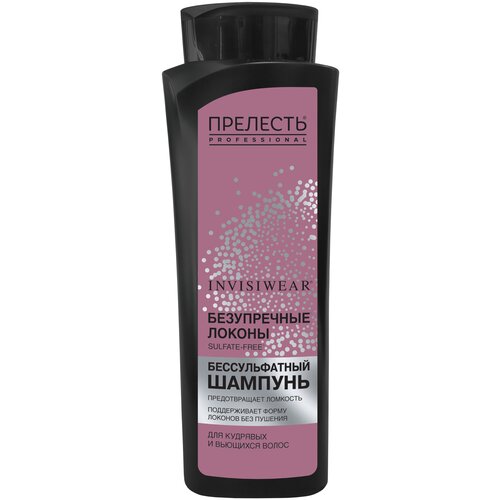 ПРЕЛЕСТЬ®
PROFESSIONAL
INVISIWEAR®
БЕЗУПРЕЧНЫЕ
ЛОКОНЫ
SULFATE-FREE
БЕССУЛЬФАТНЫЙ
ШАМПУНЬ
ПРЕДОТВРАЩАЕТ ЛОМКОСТЬ
ПОДДЕРЖИВАЕТ ФОРМУ
ЛОКОНОВ БЕЗ ПУШЕНИЯ
ДЛЯ КУДРЯВЫХ
И ВЬЮЩИХСЯ ВОЛОС